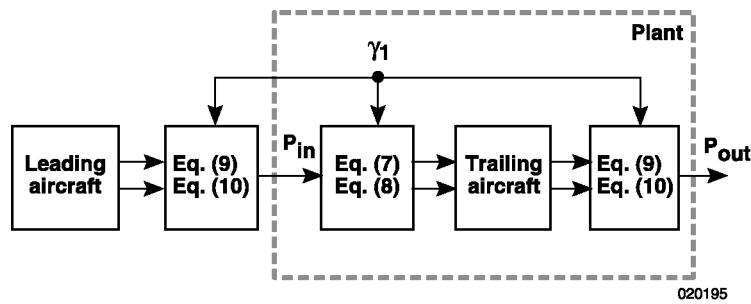 Plant
γ1
Leading
aircraft
Eq. (9)
Eq. (10)
Pin
Eq. (7)
Eq. (8)
Trailing
aircraft
Eq. (9)
Eq. (10)
Pout
020195